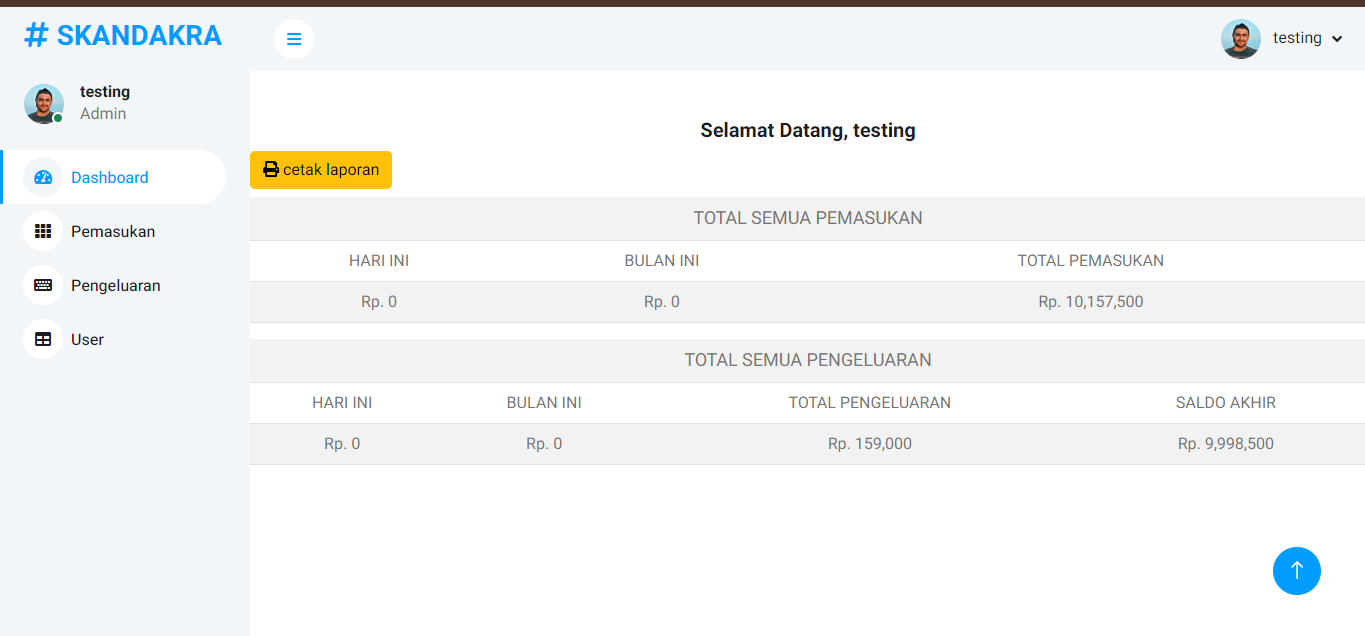 # SKANDAKRA
testing
testing
Admin
Dashboard
Pemasukan
Pengeluaran
User
Selamat Datang, testing
cetak laporan
TOTAL SEMUA PEMASUKAN
HARI INI BULAN INI TOTAL PEMASUKAN
Rp. 0 Rp. 0 Rp. 10,157,500
TOTAL SEMUA PENGELUARAN
HARI INI BULAN INI TOTAL PENGELUARAN SALDO AKHIR
Rp. 0 Rp. 0 Rp. 159,000 Rp. 9,998,500